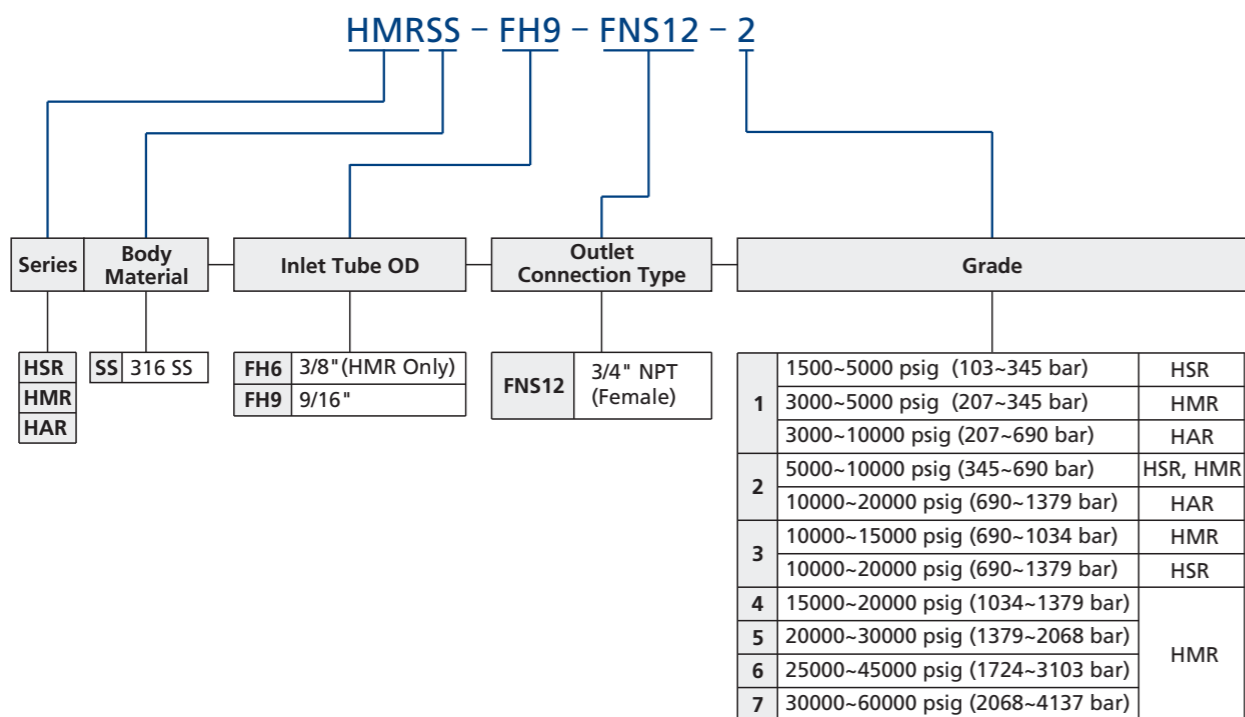 HMRSS – FH9 – FNS12 – 2
Series
Body
Material
Inlet Tube OD
Outlet
Connection Type
Grade
HSR
HMR
HAR
SS 316 SS
FH6 3/8"(HMR Only)
FH9 9/16"
FNS12 3/4" NPT
(Female)
1 1500~5000 psig (103~345 bar) HSR
3000~5000 psig (207~345 bar) HMR
3000~10000 psig (207~690 bar) HAR
2 5000~10000 psig (345~690 bar) HSR, HMR
10000~20000 psig (690~1379 bar) HAR
3 10000~15000 psig (690~1034 bar) HMR
10000~20000 psig (690~1379 bar) HSR
4 15000~20000 psig (1034~1379 bar) HMR
5 20000~30000 psig (1379~2068 bar)
6 25000~45000 psig (1724~3103 bar)
7 30000~60000 psig (2068~4137 bar)